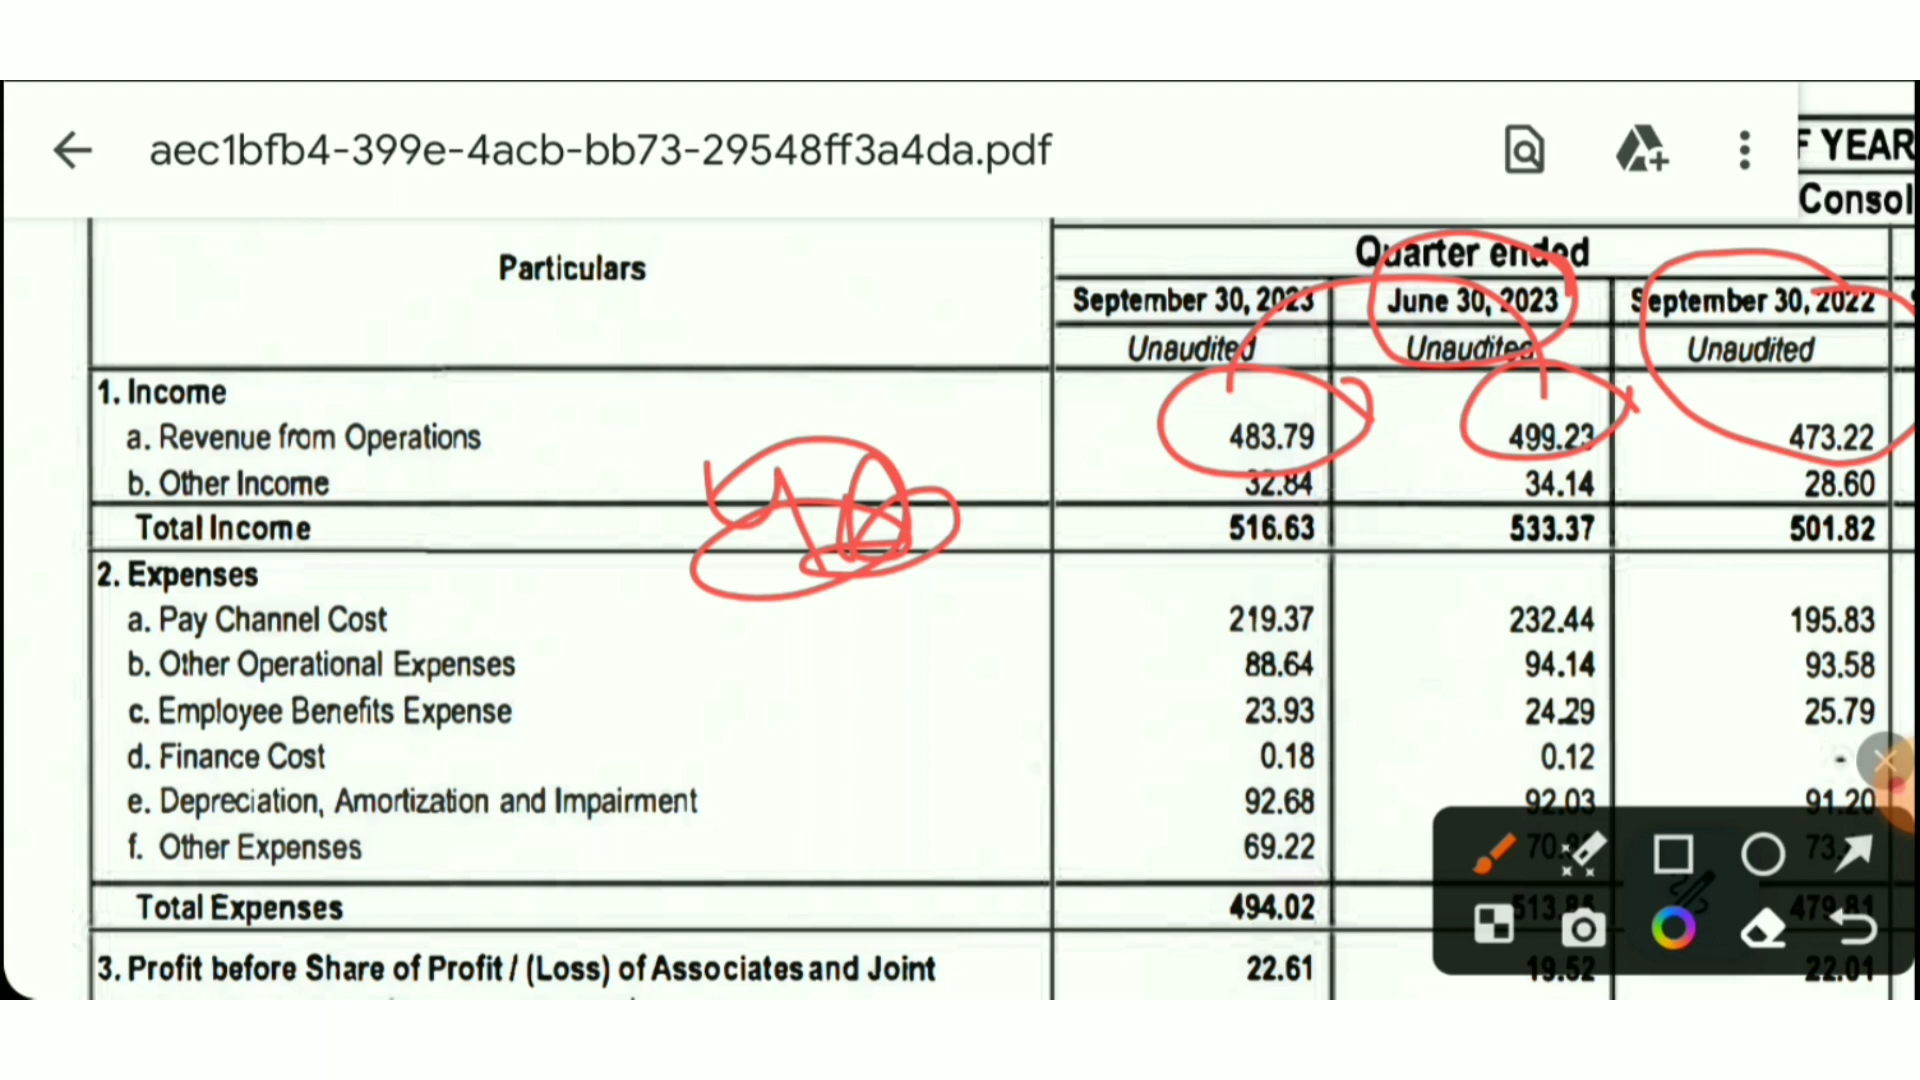 aec1bfb4-399e-4acb-bb73-29548ff3a4da.pdf
F YEAR
Consol
Particulars Quarter ended
September 30, 2023 June 30, 2023 September 30, 2022
Unaudited Unaudited Unaudited
1. Income
a. Revenue from Operations 483.79 499.23 473.22
b. Other Income 32.84 34.14 28.60
Total Income 516.63 533.37 501.82
2. Expenses
a. Pay Channel Cost 219.37 232.44 195.83
b. Other Operational Expenses 88.64 94.14 93.58
c. Employee Benefits Expense 23.93 24.29 25.79
d. Finance Cost 0.18 0.12 -
e. Depreciation, Amortization and Impairment 92.68 92.03 91.20
f. Other Expenses 69.22
Total Expenses 494.02 513.85 479.81
3. Profit before Share of Profit / (Loss) of Associates and Joint 22.61 19.52 22.01